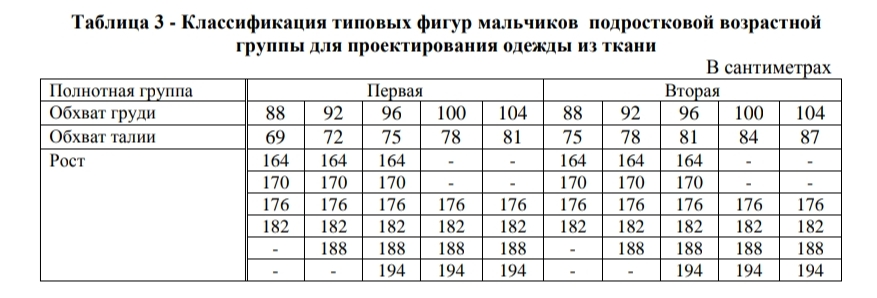 Таблица 3 - Классификация типовых фигур мальчиков подростковой возрастной
группы для проектирования одежды из ткани
В сантиметрах
Полнотная группа Первая Вторая
Обхват груди 88 92 96 100 104 88 92 96 100 104
Обхват талии 69 72 75 78 81 75 78 81 84 87
Рост 164 164 164 - - 164 164 164 - -
170 170 170 - - 170 170 170 - -
176 176 176 176 176 176 176 176 176 176
182 182 182 182 182 182 182 182 182 182
- 188 188 188 188 - 188 188 188 188
- - 194 194 194 - - 194 194 194